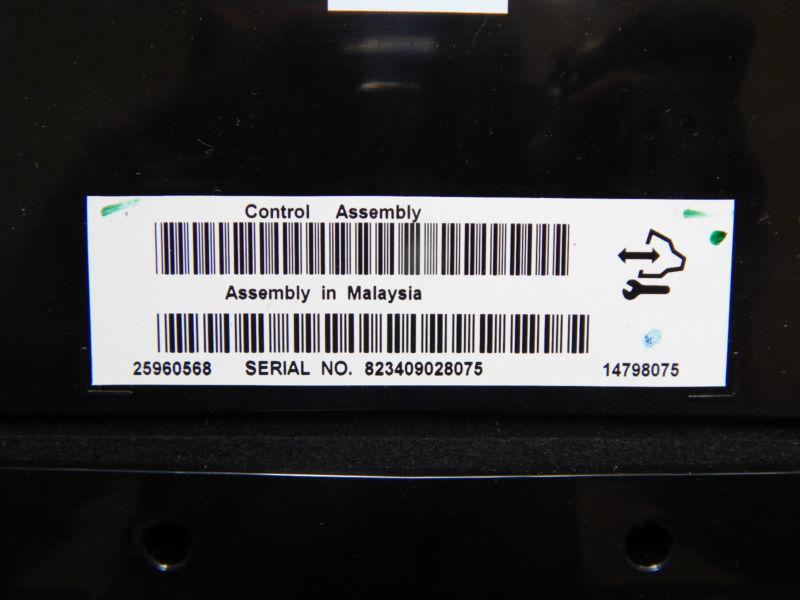 Control Assembly
Assembly in Malaysia
25960568 SERIAL NO. 823409028075 14798075